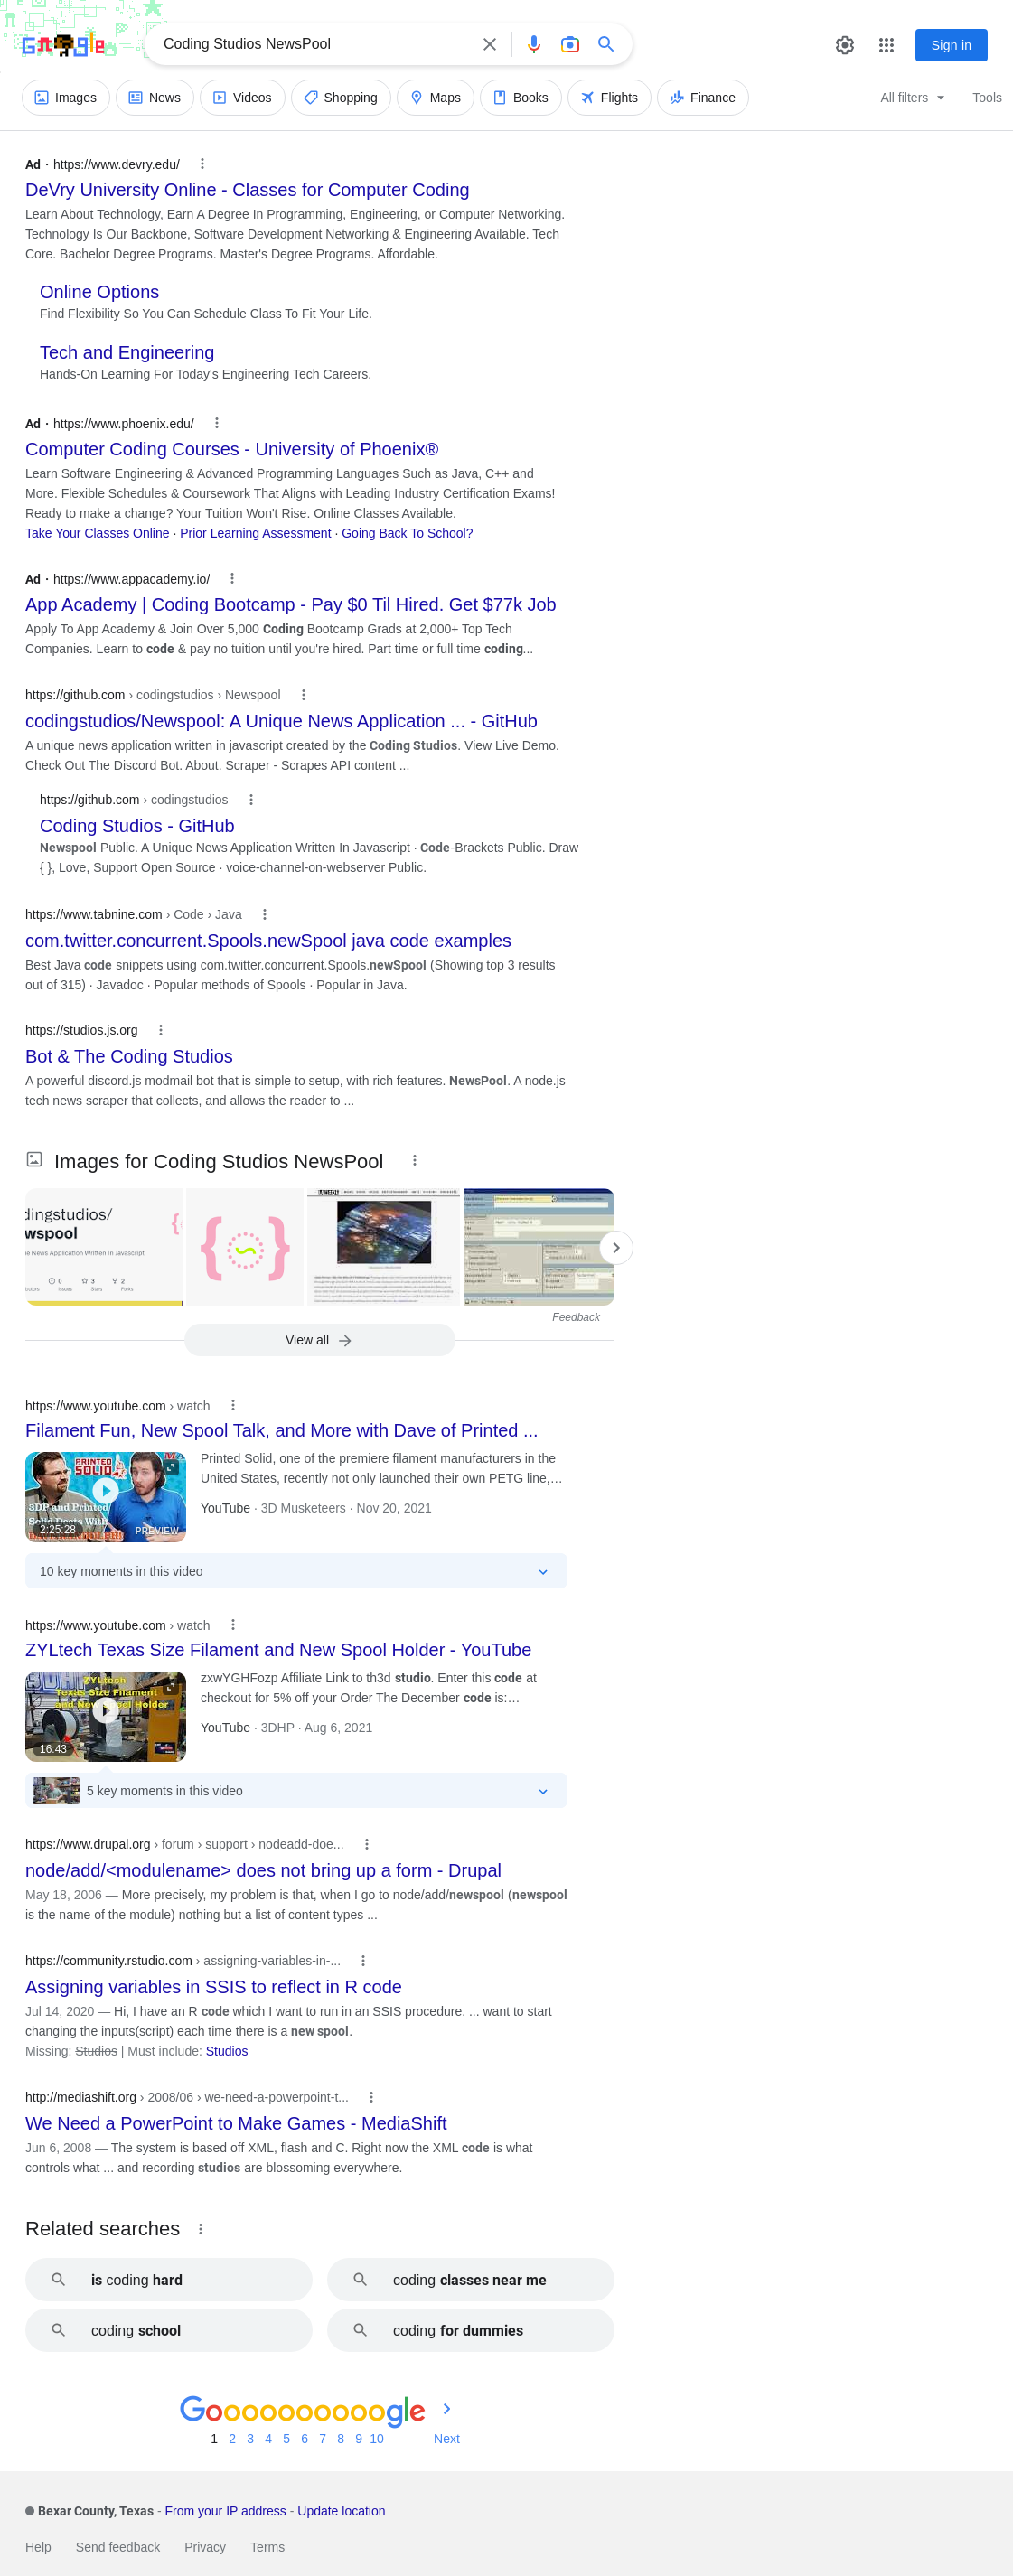 Coding Studios NewsPool
Sign in
Images
News
Videos
Shopping
Maps
Books
Flights
Finance
All filters
Tools
Ad · https://www.devry.edu/
DeVry University Online - Classes for Computer Coding
Learn About Technology, Earn A Degree In Programming, Engineering, or Computer Networking.
Technology Is Our Backbone, Software Development Networking & Engineering Available. Tech
Core. Bachelor Degree Programs. Master's Degree Programs. Affordable.
Online Options
Find Flexibility So You Can Schedule Class To Fit Your Life.
Tech and Engineering
Hands-On Learning For Today's Engineering Tech Careers.
Ad · https://www.phoenix.edu/
Computer Coding Courses - University of Phoenix®
Learn Software Engineering & Advanced Programming Languages Such as Java, C++ and
More. Flexible Schedules & Coursework That Aligns with Leading Industry Certification Exams!
Ready to make a change? Your Tuition Won't Rise. Online Classes Available.
Take Your Classes Online · Prior Learning Assessment · Going Back To School?
Ad · https://www.appacademy.io/
App Academy | Coding Bootcamp - Pay $0 Til Hired. Get $77k Job
Apply To App Academy & Join Over 5,000 Coding Bootcamp Grads at 2,000+ Top Tech
Companies. Learn to code & pay no tuition until you're hired. Part time or full time coding...
https://github.com › codingstudios › Newspool
codingstudios/Newspool: A Unique News Application ... - GitHub
A unique news application written in javascript created by the Coding Studios. View Live Demo.
Check Out The Discord Bot. About. Scraper - Scrapes API content ...
https://github.com › codingstudios
Coding Studios - GitHub
Newspool Public. A Unique News Application Written In Javascript · Code-Brackets Public. Draw
{ }, Love, Support Open Source · voice-channel-on-webserver Public.
https://www.tabnine.com › Code › Java
com.twitter.concurrent.Spools.newSpool java code examples
Best Java code snippets using com.twitter.concurrent.Spools.newSpool (Showing top 3 results
out of 315) · Javadoc · Popular methods of Spools · Popular in Java.
https://studios.js.org
Bot & The Coding Studios
A powerful discord.js modmail bot that is simple to setup, with rich features. NewsPool. A node.js
tech news scraper that collects, and allows the reader to ...
Images for Coding Studios NewsPool
dingstudios/
wspool
ne News Application Written In Javascript
0 3 2
Issues Stars Forks
Feedback
View all
https://www.youtube.com › watch
Filament Fun, New Spool Talk, and More with Dave of Printed ...
PRINTED
SOLID
3DP and Printed
Solid Deets With
2:25:28
PREVIEW
Printed Solid, one of the premiere filament manufacturers in the
United States, recently not only launched their own PETG line,…
YouTube · 3D Musketeers · Nov 20, 2021
10 key moments in this video
https://www.youtube.com › watch
ZYLtech Texas Size Filament and New Spool Holder - YouTube
3DHP
ZYLtech
Texas Size Filament
and New Spool Holder
16:43
zxwYGHFozp Affiliate Link to th3d studio. Enter this code at
checkout for 5% off your Order The December code is:…
YouTube · 3DHP · Aug 6, 2021
5 key moments in this video
https://www.drupal.org › forum › support › nodeadd-doe...
node/add/<modulename> does not bring up a form - Drupal
May 18, 2006 — More precisely, my problem is that, when I go to node/add/newspool (newspool
is the name of the module) nothing but a list of content types ...
https://community.rstudio.com › assigning-variables-in-...
Assigning variables in SSIS to reflect in R code
Jul 14, 2020 — Hi, I have an R code which I want to run in an SSIS procedure. ... want to start
changing the inputs(script) each time there is a new spool.
Missing: Studios | Must include: Studios
http://mediashift.org › 2008/06 › we-need-a-powerpoint-t...
We Need a PowerPoint to Make Games - MediaShift
Jun 6, 2008 — The system is based off XML, flash and C. Right now the XML code is what
controls what ... and recording studios are blossoming everywhere.
Related searches
is coding hard
coding classes near me
coding school
coding for dummies
Goooooooooogle
1 2 3 4 5 6 7 8 9 10 Next
Bexar County, Texas - From your IP address - Update location
Help Send feedback Privacy Terms